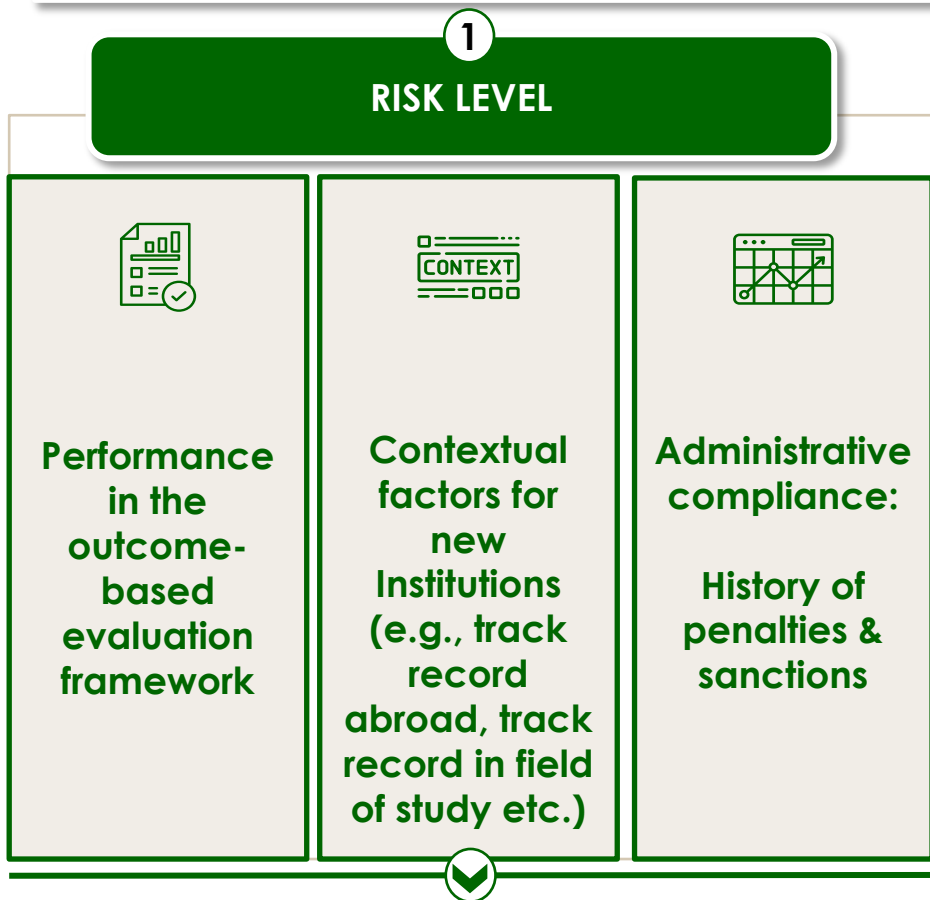 1
RISK LEVEL
Performance
in the
outcome-
based
evaluation
framework
CONTEXT
Contextual
factors for
new
Institutions
(e.g., track
record
abroad, track
record in field
of study etc.)
Administrative
compliance:
History of
penalties &
sanctions